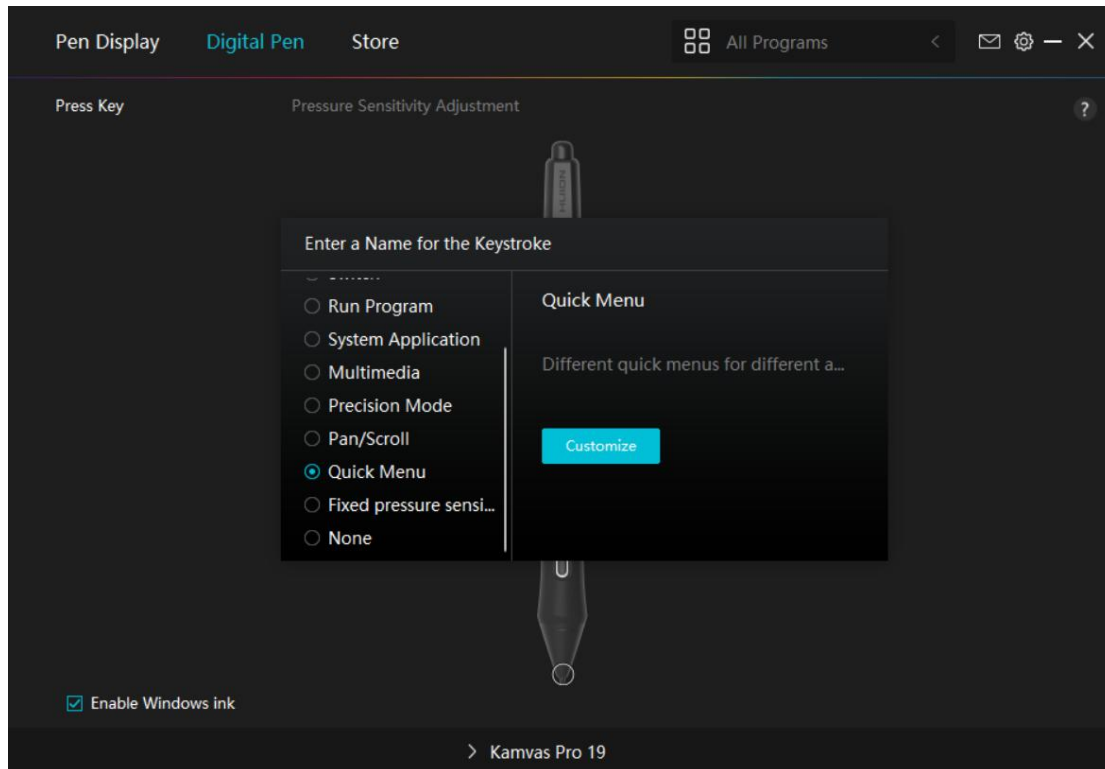 Pen Display Digital Pen Store All Programs
Press Key Pressure Sensitivity Adjustment ?
HUION
Enter a Name for the Keystroke
Run Program
System Application
Multimedia
Precision Mode
Pan/Scroll
Quick Menu
Fixed pressure sensi...
None
Quick Menu
Different quick menus for different a...
Customize
Enable Windows ink
Kamvas Pro 19